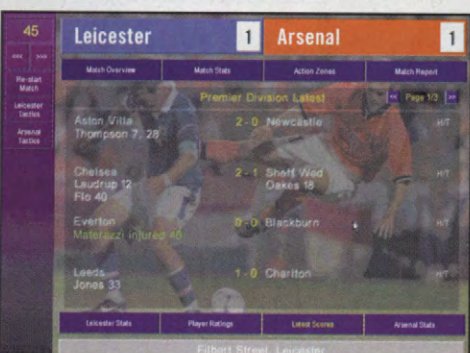 45
Leicester 1 Arsenal 1
<<< >>>
Match Overview Match Stats Action Zones Match Report
Re-start
Match
Leicester
Tactics
Arsenal
Tactics
Premier Division Latest << Page 1/3 >>
Aston Villa 2 - 0 Newcastle H/T
Thompson 7, 28
Chelsea 2 - 1 Sheff Wed H/T
Laudrup 12 Oakes 18
Flo 40
Everton 0 - 0 Blackburn H/T
Materazzi injured 45
Leeds 1 - 0 Charlton H/T
Jones 33
Leicester Stats Player Ratings Latest Scores Arsenal Stats
Filbert Street, Leicester